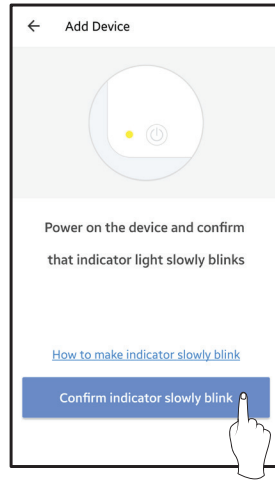 Add Device
Power on the device and confirm
that indicator light slowly blinks
How to make indicator slowly blink
Confirm indicator slowly blink